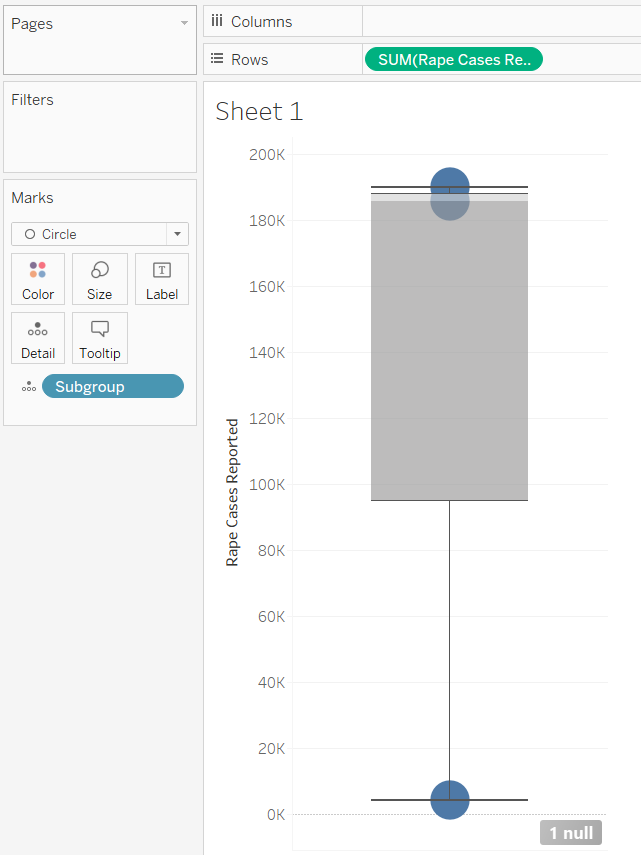 Pages
Columns
Rows
SUM(Rape Cases Re..
Filters
Marks
Circle
Color
Size
T
Label
Detail
Tooltip
Subgroup
Sheet 1
Rape Cases Reported
200K
180K
160K
140K
120K
100K
80K
60K
40K
20K
0K
1 null